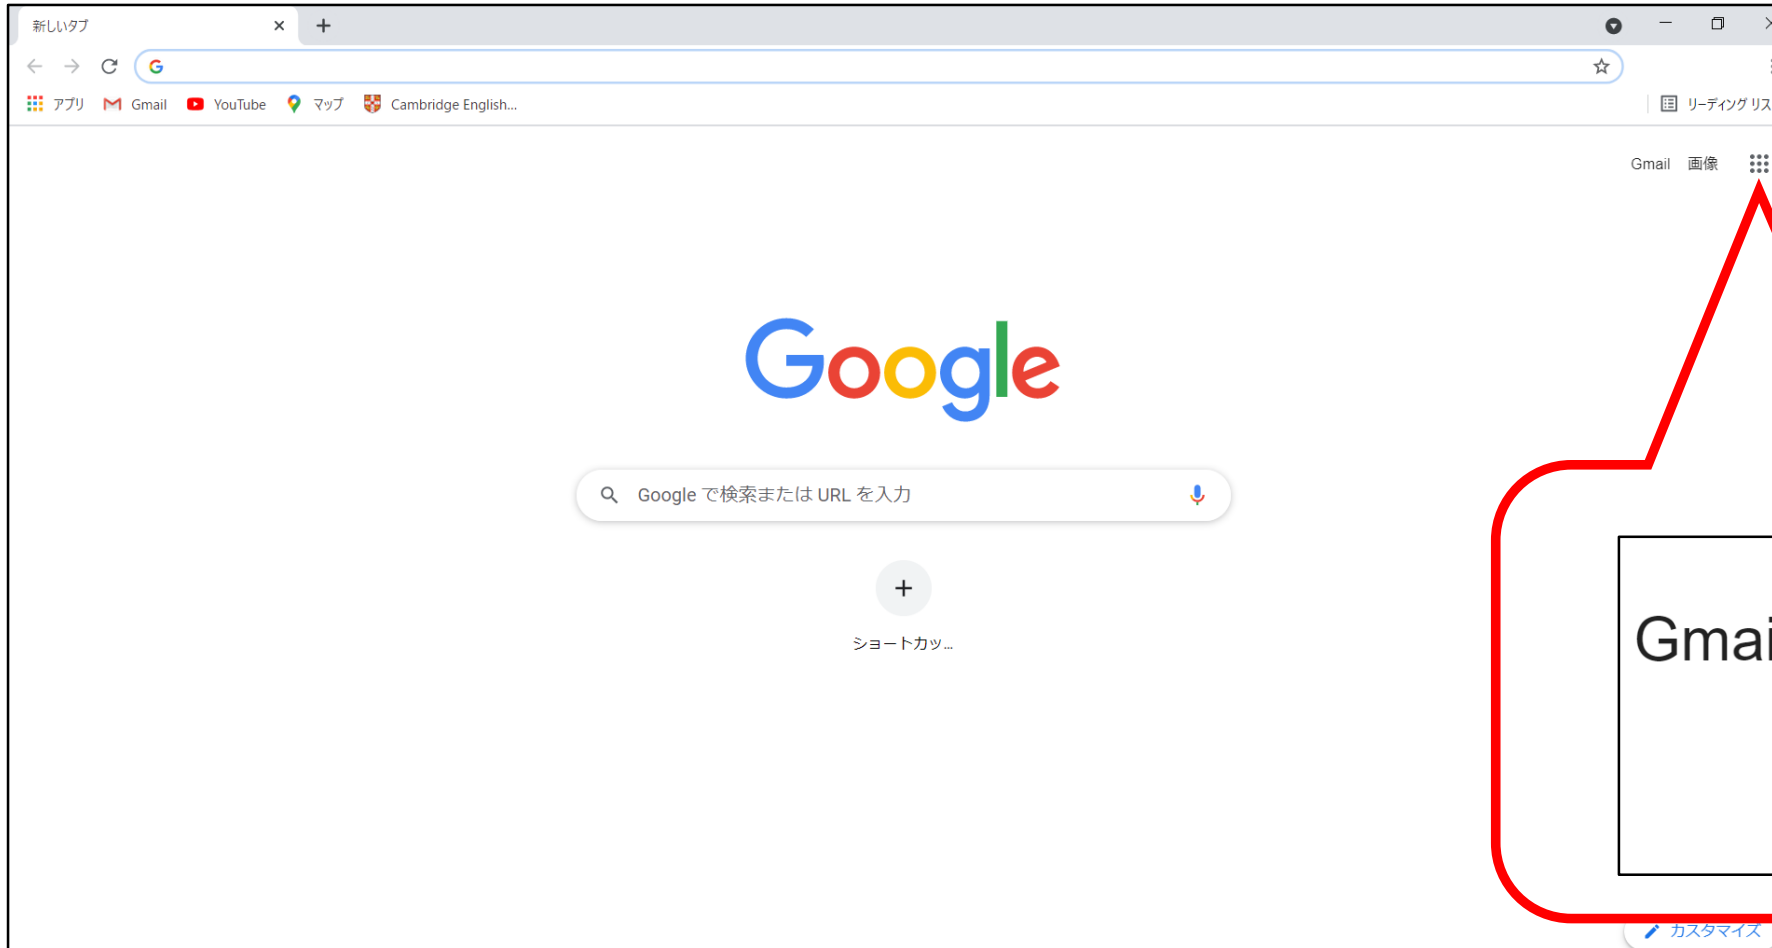 新しいタブ
アプリ Gmail YouTube マップ Cambridge English...
リーディング リス
Gmail 画像
Google
Google で検索または URL を入力
ショートカッ...
Gmai
カスタマイズ